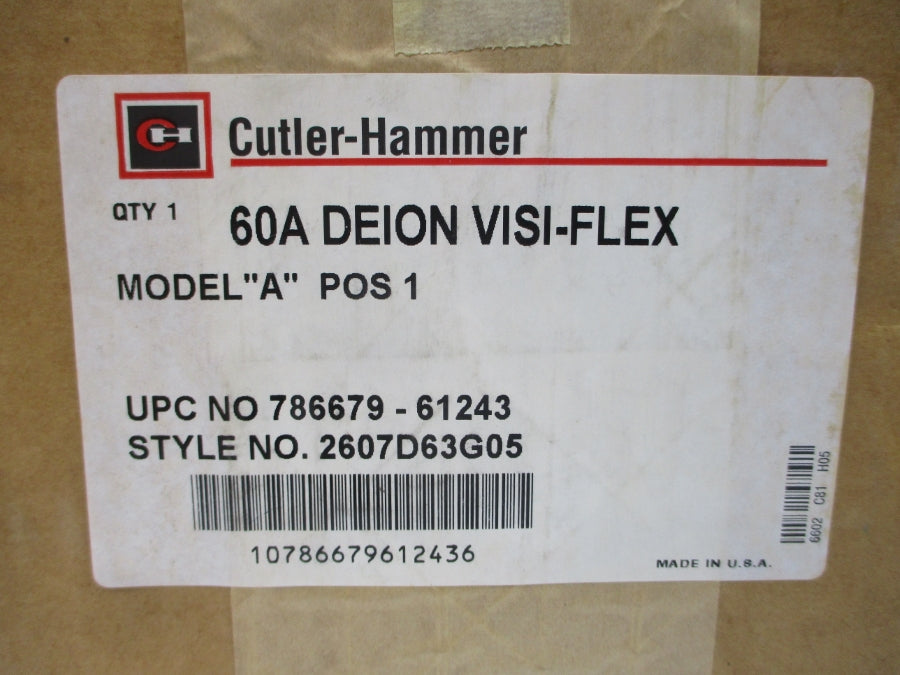 CH
Cutler-Hammer
QTY 1
60A DEION VISI-FLEX
MODEL"A" POS 1
UPC NO 786679 - 61243
STYLE NO. 2607D63G05
10786679612436
6602 C81 H05
MADE IN U.S.A.